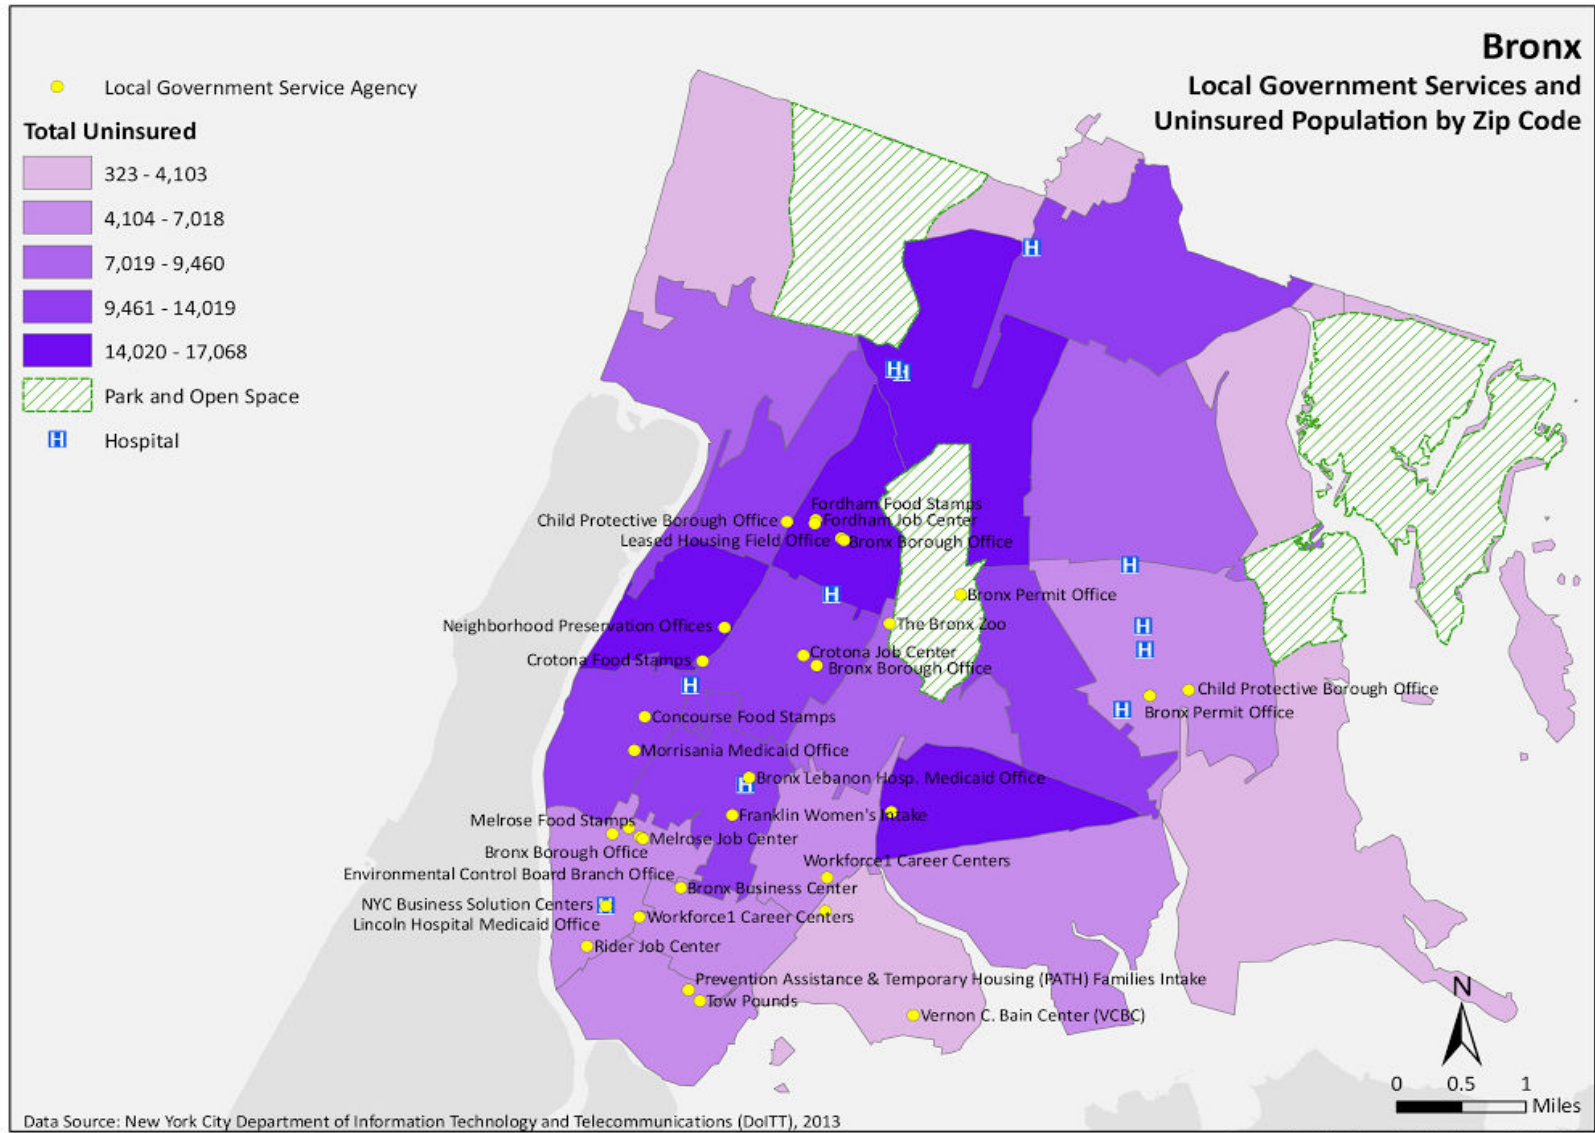 Bronx
Local Government Services and
Uninsured Population by Zip Code
Local Government Service Agency
Total Uninsured
323 - 4,103
4,104 - 7,018
7,019 - 9,460
9,461 - 14,019
14,020 - 17,068
Park and Open Space
H Hospital
H
H
H
Fordham Food Stamps
Child Protective Borough Office
Fordham Job Center
Leased Housing Field Office
Bronx Borough Office
H
H
Bronx Permit Office
Neighborhood Preservation Offices
The Bronx Zoo
H
Crotona Food Stamps
Crotona Job Center
Bronx Borough Office
H
H
Child Protective Borough Office
Bronx Permit Office
H
Concourse Food Stamps
Morrisania Medicaid Office
Bronx Lebanon Hosp. Medicaid Office
H
Franklin Women's Intake
Melrose Food Stamps
Melrose Job Center
Bronx Borough Office
Workforce1 Career Centers
Environmental Control Board Branch Office
Bronx Business Center
NYC Business Solution Centers
H
Workforce1 Career Centers
Lincoln Hospital Medicaid Office
Rider Job Center
Prevention Assistance & Temporary Housing (PATH) Families Intake
Tow Pounds
Vernon C. Bain Center (VCBC)
N
0 0.5 1
Miles
Data Source: New York City Department of Information Technology and Telecommunications (DoITT), 2013